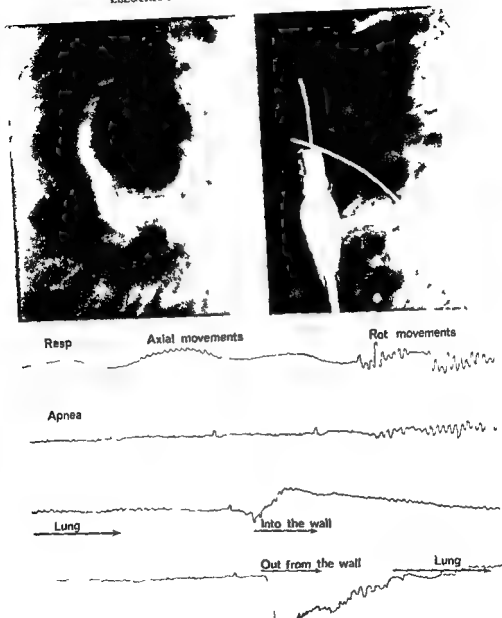 Resp Axial movements Rot movements
Apnea
Lung Into the wall
Out from the wall Lung